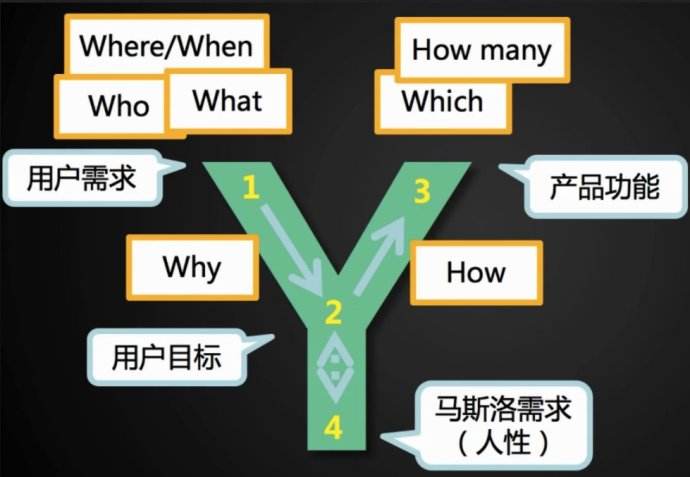 Where/When
How many
Who
What
Which
用户需求
1
3
产品功能
Why
How
2
用户目标
4
马斯洛需求
（人性）